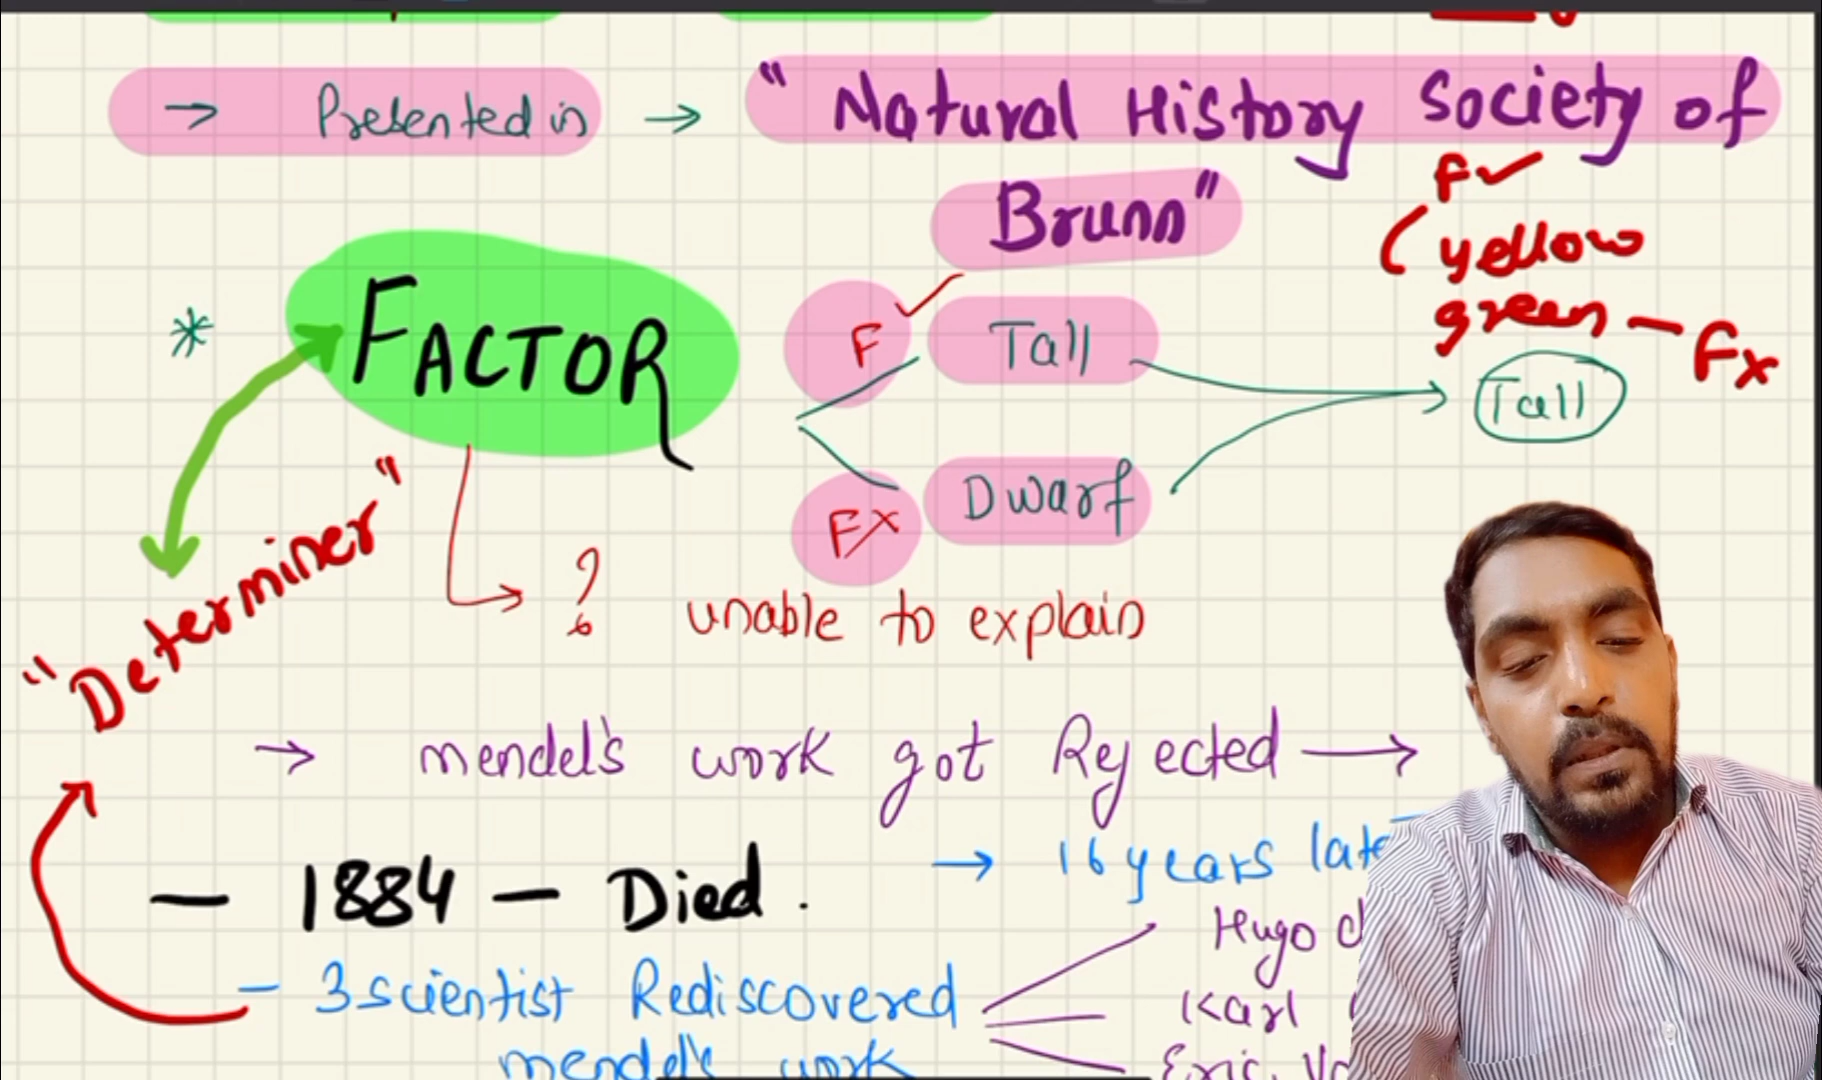 → Presented in → "Natural History Society of
Brunn"
F ✓
( yellow
green - Fx
* FACTOR
F ✓ Tall
Tall
Fx Dwarf
"Determiner"
? unable to explain
→ mendel's work got Rejected →
→ 16 years
- 1884 - Died.
Hugo
- 3 scientist Rediscovered
Karl
mendel's work
Eric.